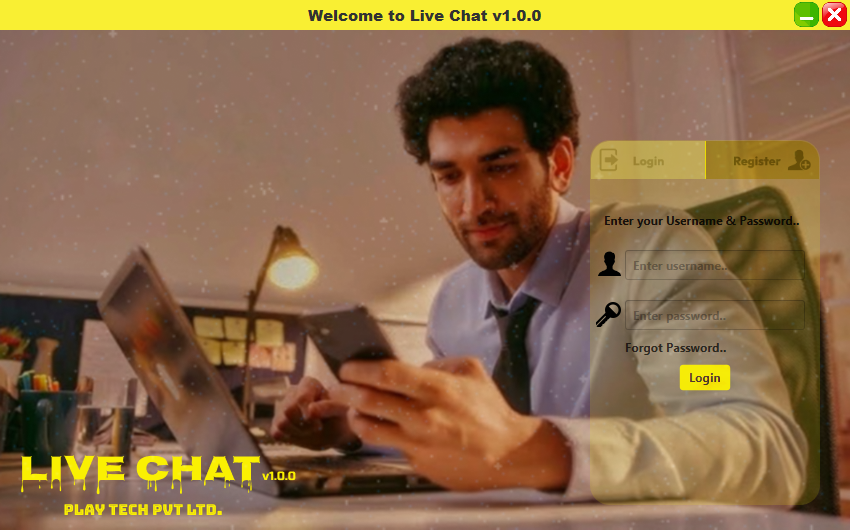 Welcome to Live Chat v1.0.0
Login
Register
Enter your Username & Password..
Enter username..
Enter password..
Forgot Password..
Login
LIVE CHAT v1.0.0
PLAY TECH PVT LTD.